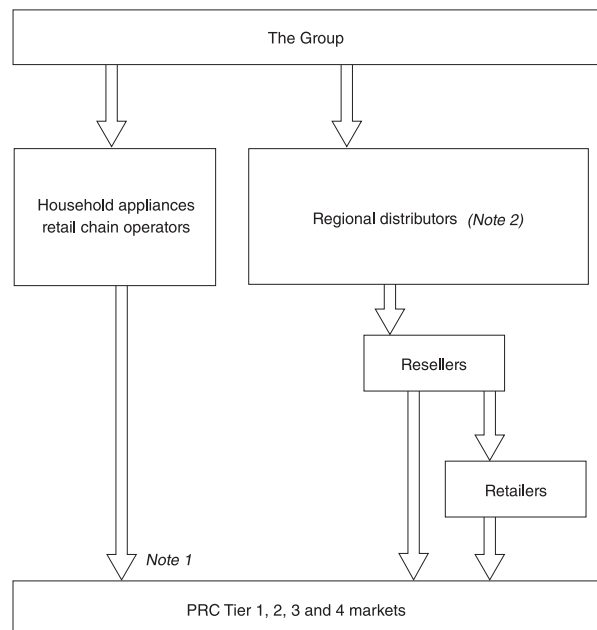 The Group
Household appliances
retail chain operators
Regional distributors (Note 2)
Resellers
Retailers
Note 1
PRC Tier 1, 2, 3 and 4 markets